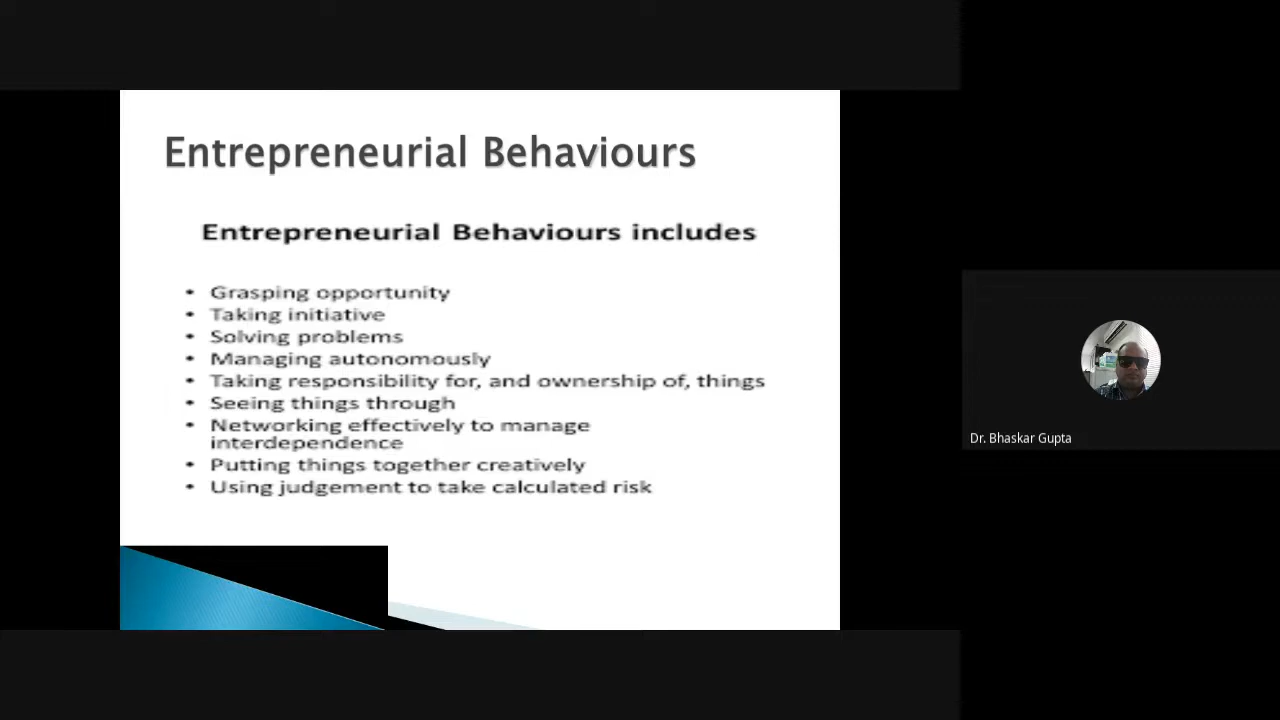 Entrepreneurial Behaviours
Entrepreneurial Behaviours includes
• Grasping opportunity
• Taking initiative
• Solving problems
• Managing autonomously
• Taking responsibility for, and ownership of, things
• Seeing things through
• Networking effectively to manage
interdependence
• Putting things together creatively
• Using judgement to take calculated risk
Dr. Bhaskar Gupta